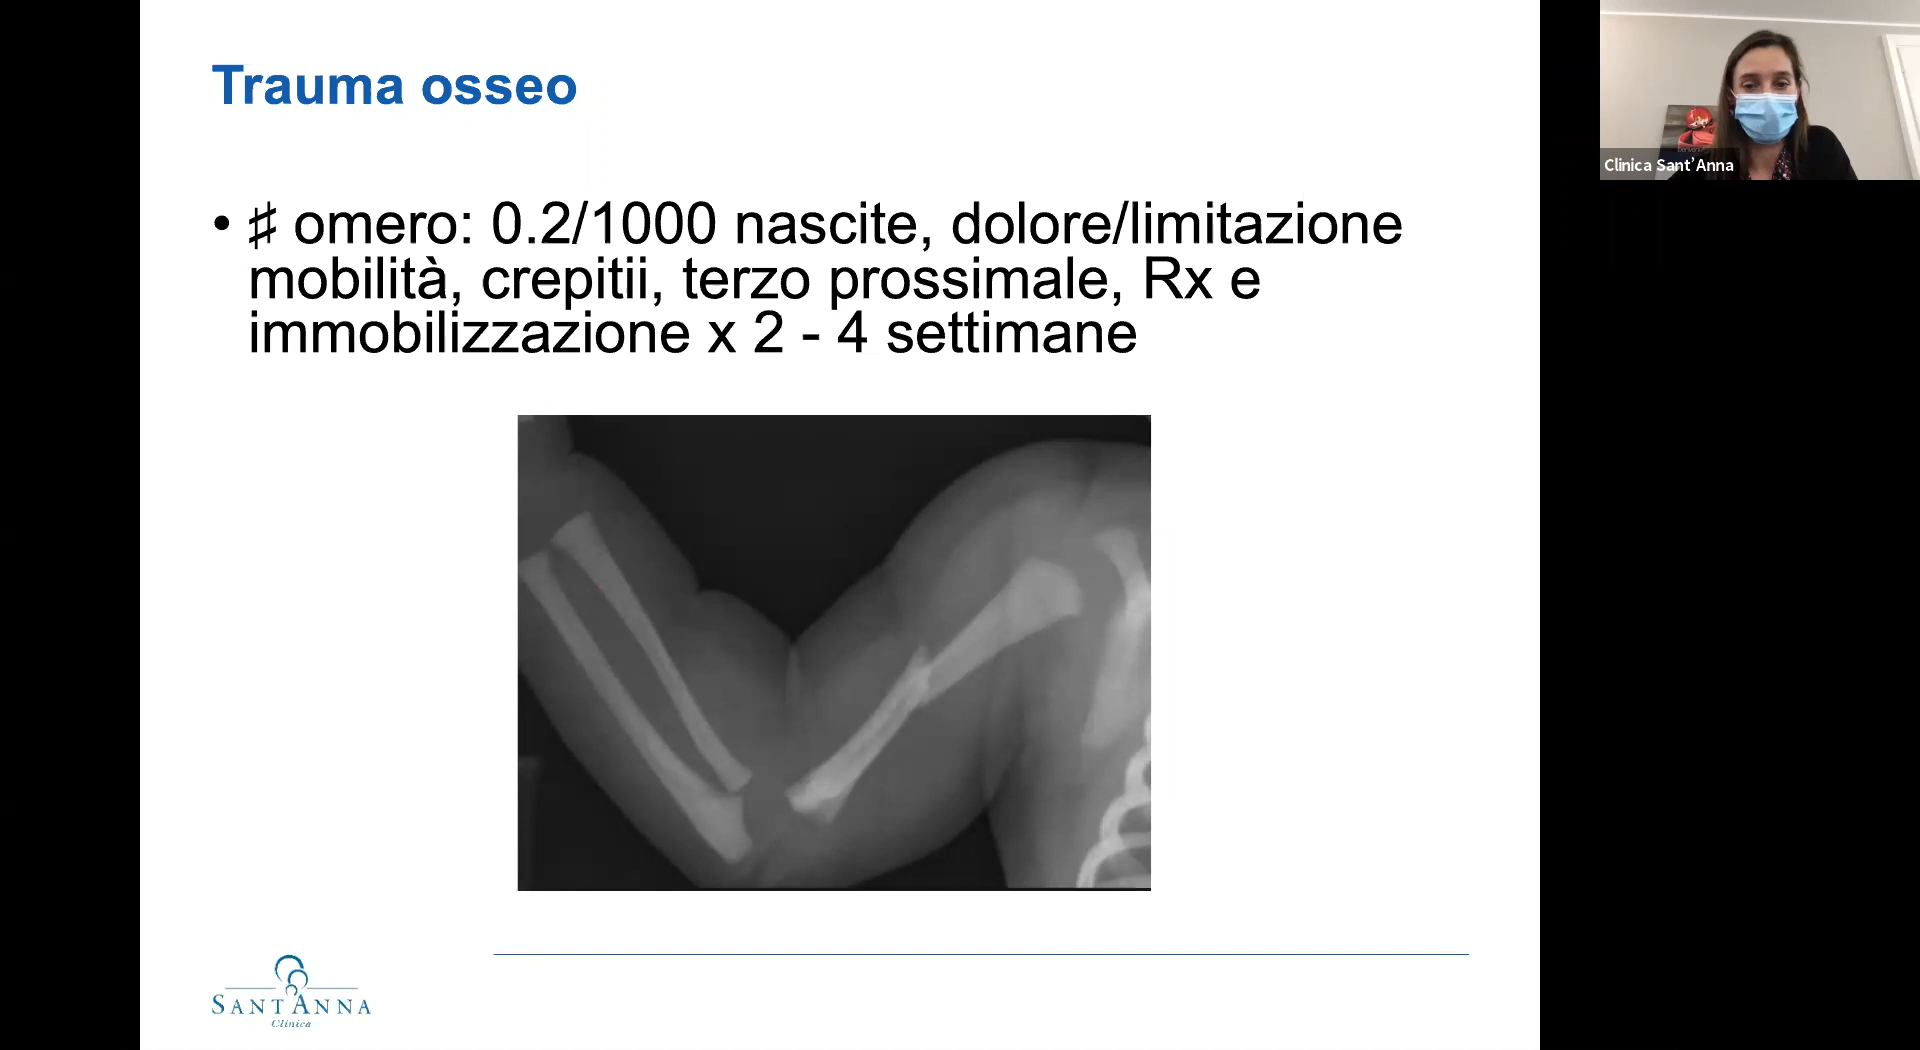 Trauma osseo
• ♯ omero: 0.2/1000 nascite, dolore/limitazione
mobilità, crepitii, terzo prossimale, Rx e
immobilizzazione x 2 - 4 settimane
Clinica Sant'Anna
SANT'ANNA
Clinica